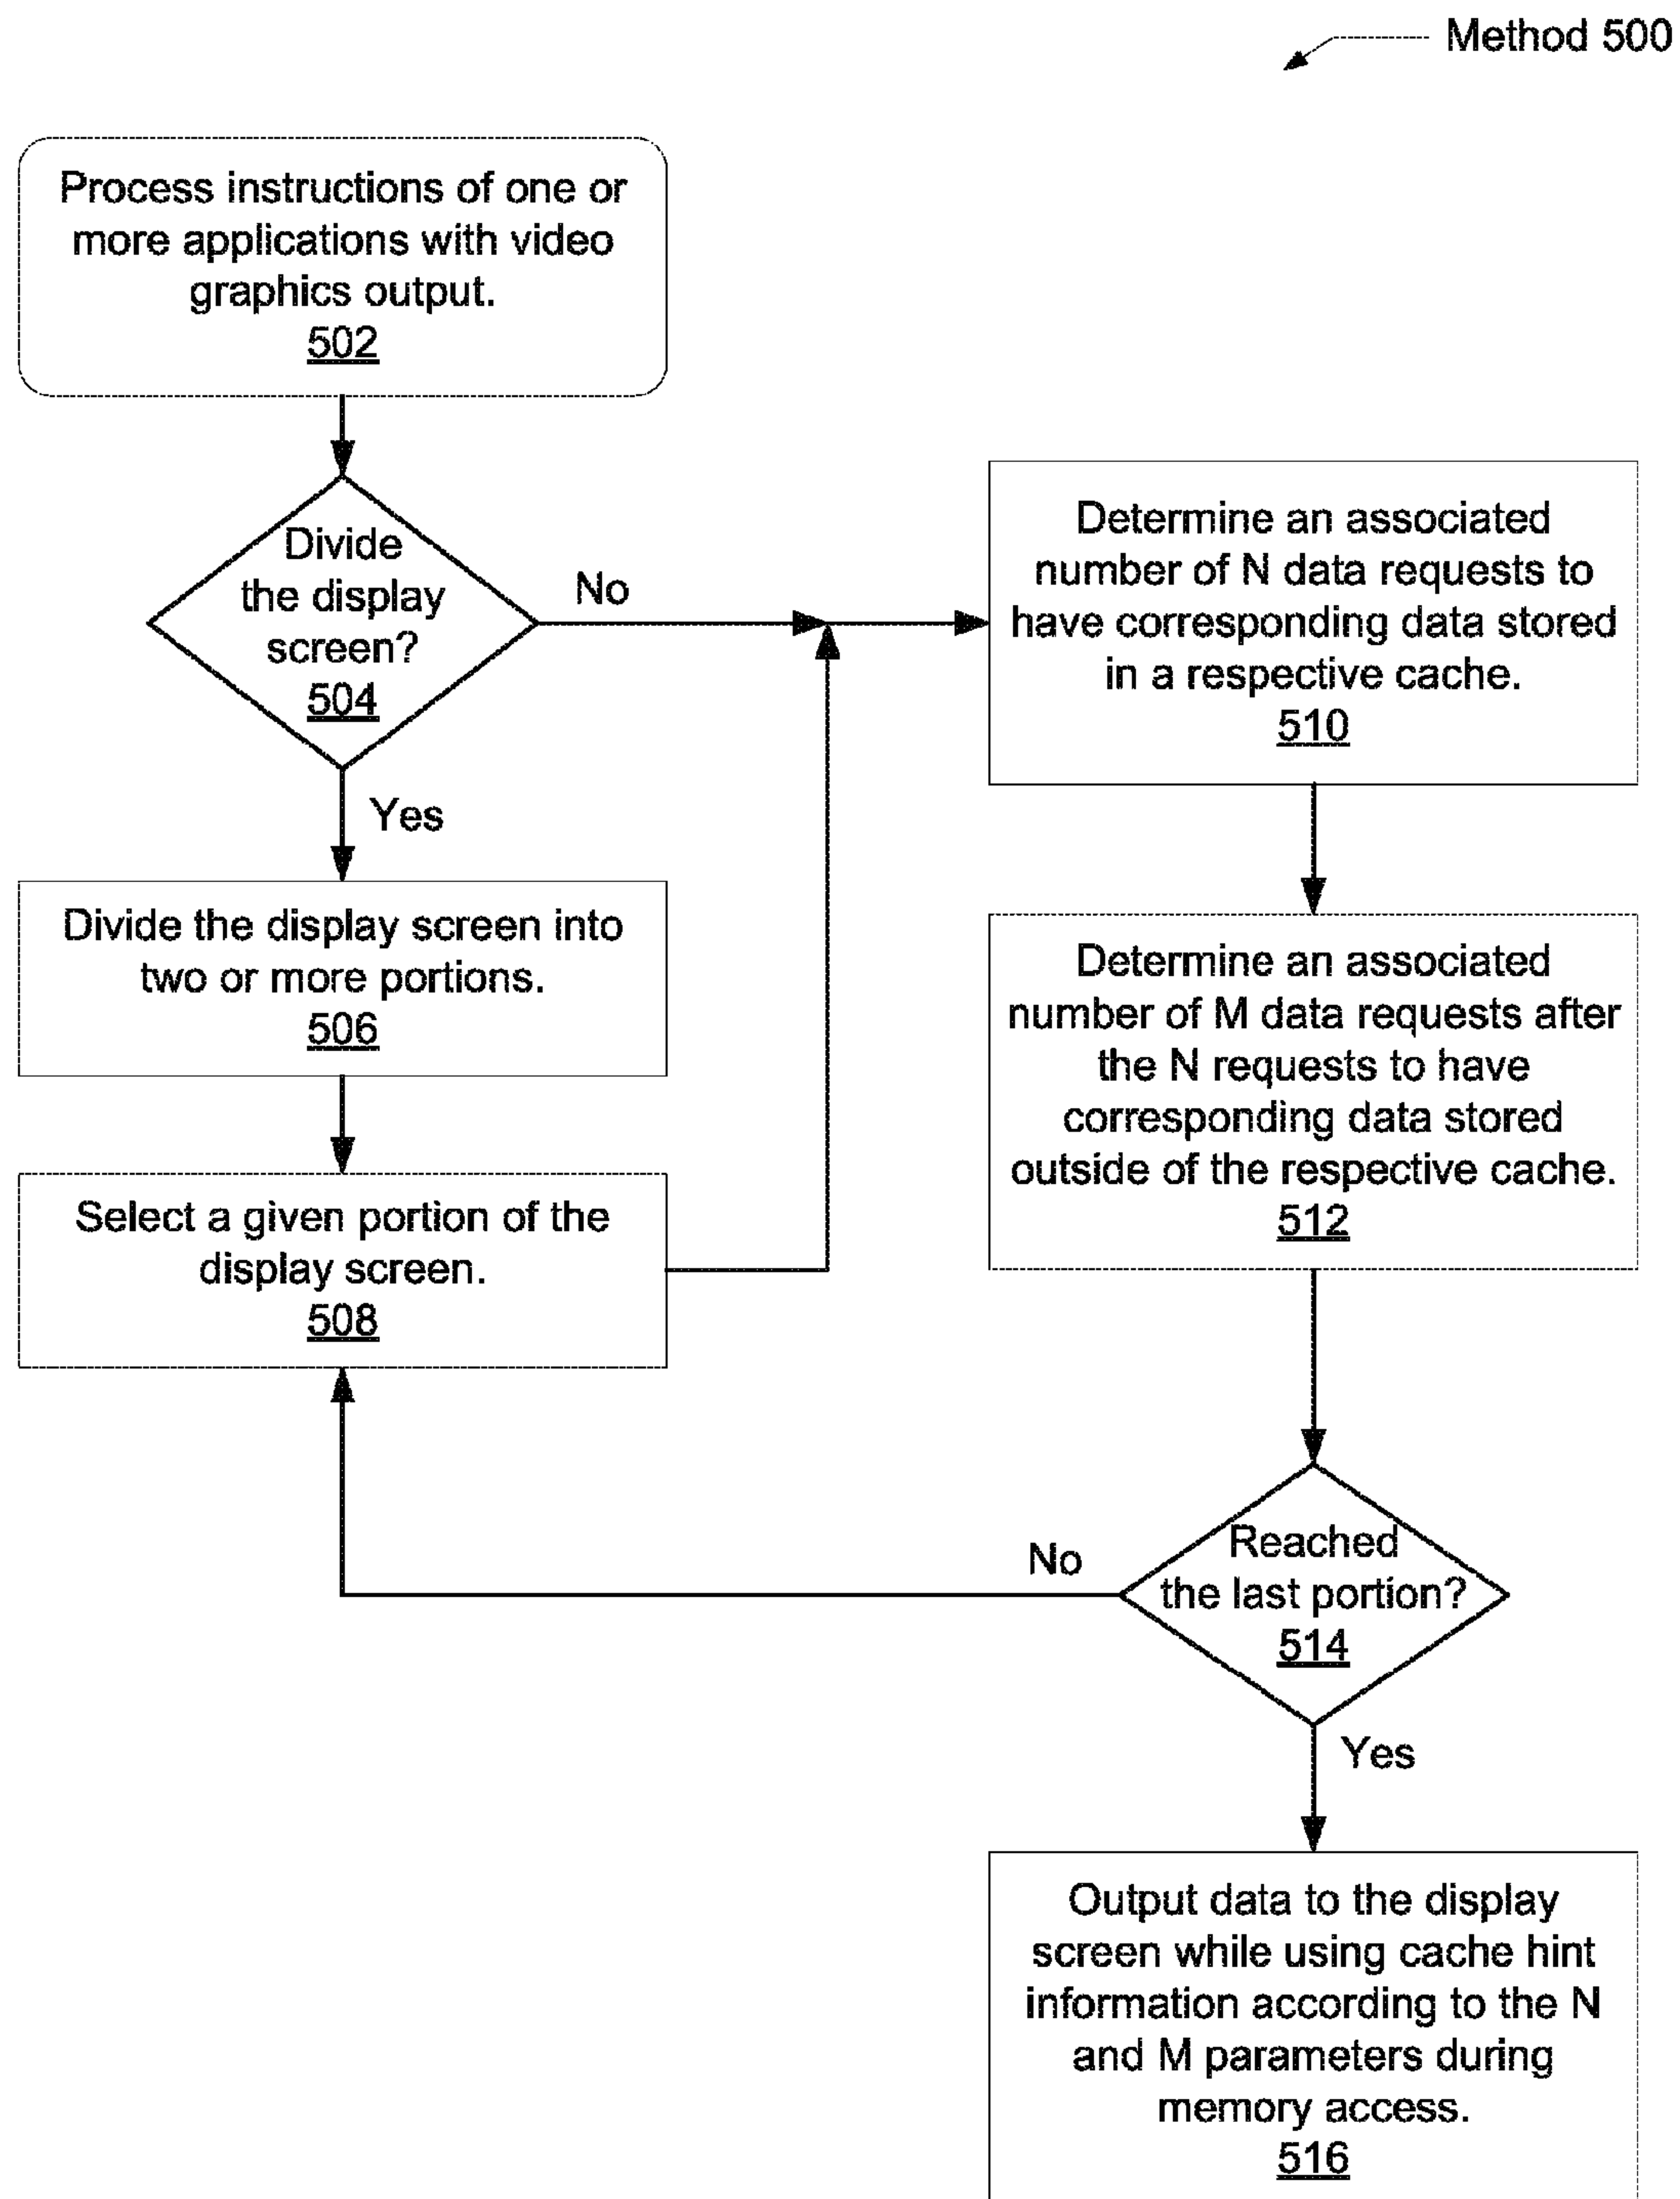 Method 500
Process instructions of one or
more applications with video
graphics output.
502
Divide
the display
screen?
504
No
Yes
Divide the display screen into
two or more portions.
506
Select a given portion of the
display screen.
508
Determine an associated
number of N data requests to
have corresponding data stored
in a respective cache.
510
Determine an associated
number of M data requests after
the N requests to have
corresponding data stored
outside of the respective cache.
512
Reached
the last portion?
514
No
Yes
Output data to the display
screen while using cache hint
information according to the N
and M parameters during
memory access.
516